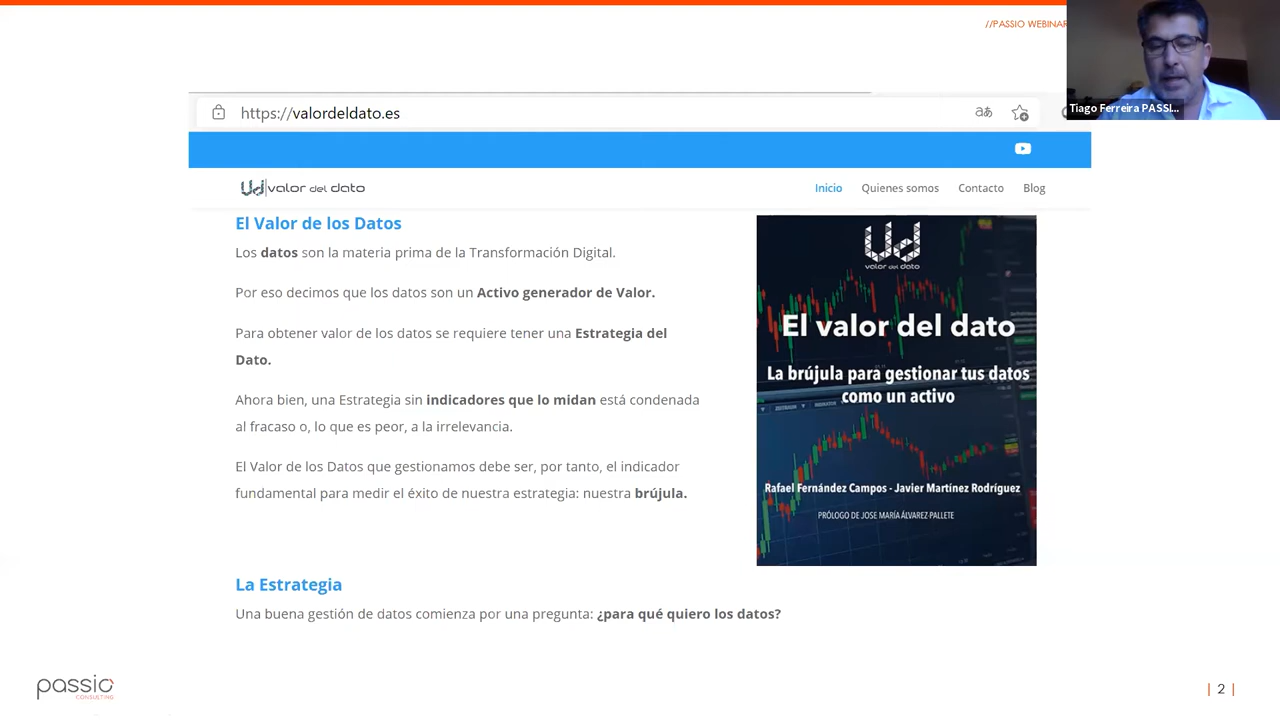 //PASSIO WEBINAR
Tiago Ferreira PASSI...
https://valordeldato.es
valor del dato
Inicio Quienes somos Contacto Blog
El Valor de los Datos
Los datos son la materia prima de la Transformación Digital.
Por eso decimos que los datos son un Activo generador de Valor.
Para obtener valor de los datos se requiere tener una Estrategia del
Dato.
Ahora bien, una Estrategia sin indicadores que lo midan está condenada
al fracaso o, lo que es peor, a la irrelevancia.
El Valor de los Datos que gestionamos debe ser, por tanto, el indicador
fundamental para medir el éxito de nuestra estrategia: nuestra brújula.
valor del dato
El valor del dato
La brújula para gestionar tus datos
como un activo
Rafael Fernández Campos - Javier Martínez Rodríguez
PRÓLOGO DE JOSE MARÍA ÁLVAREZ-PALLETE
La Estrategia
Una buena gestión de datos comienza por una pregunta: ¿para qué quiero los datos?
passio
CONSULTING
| 2 |